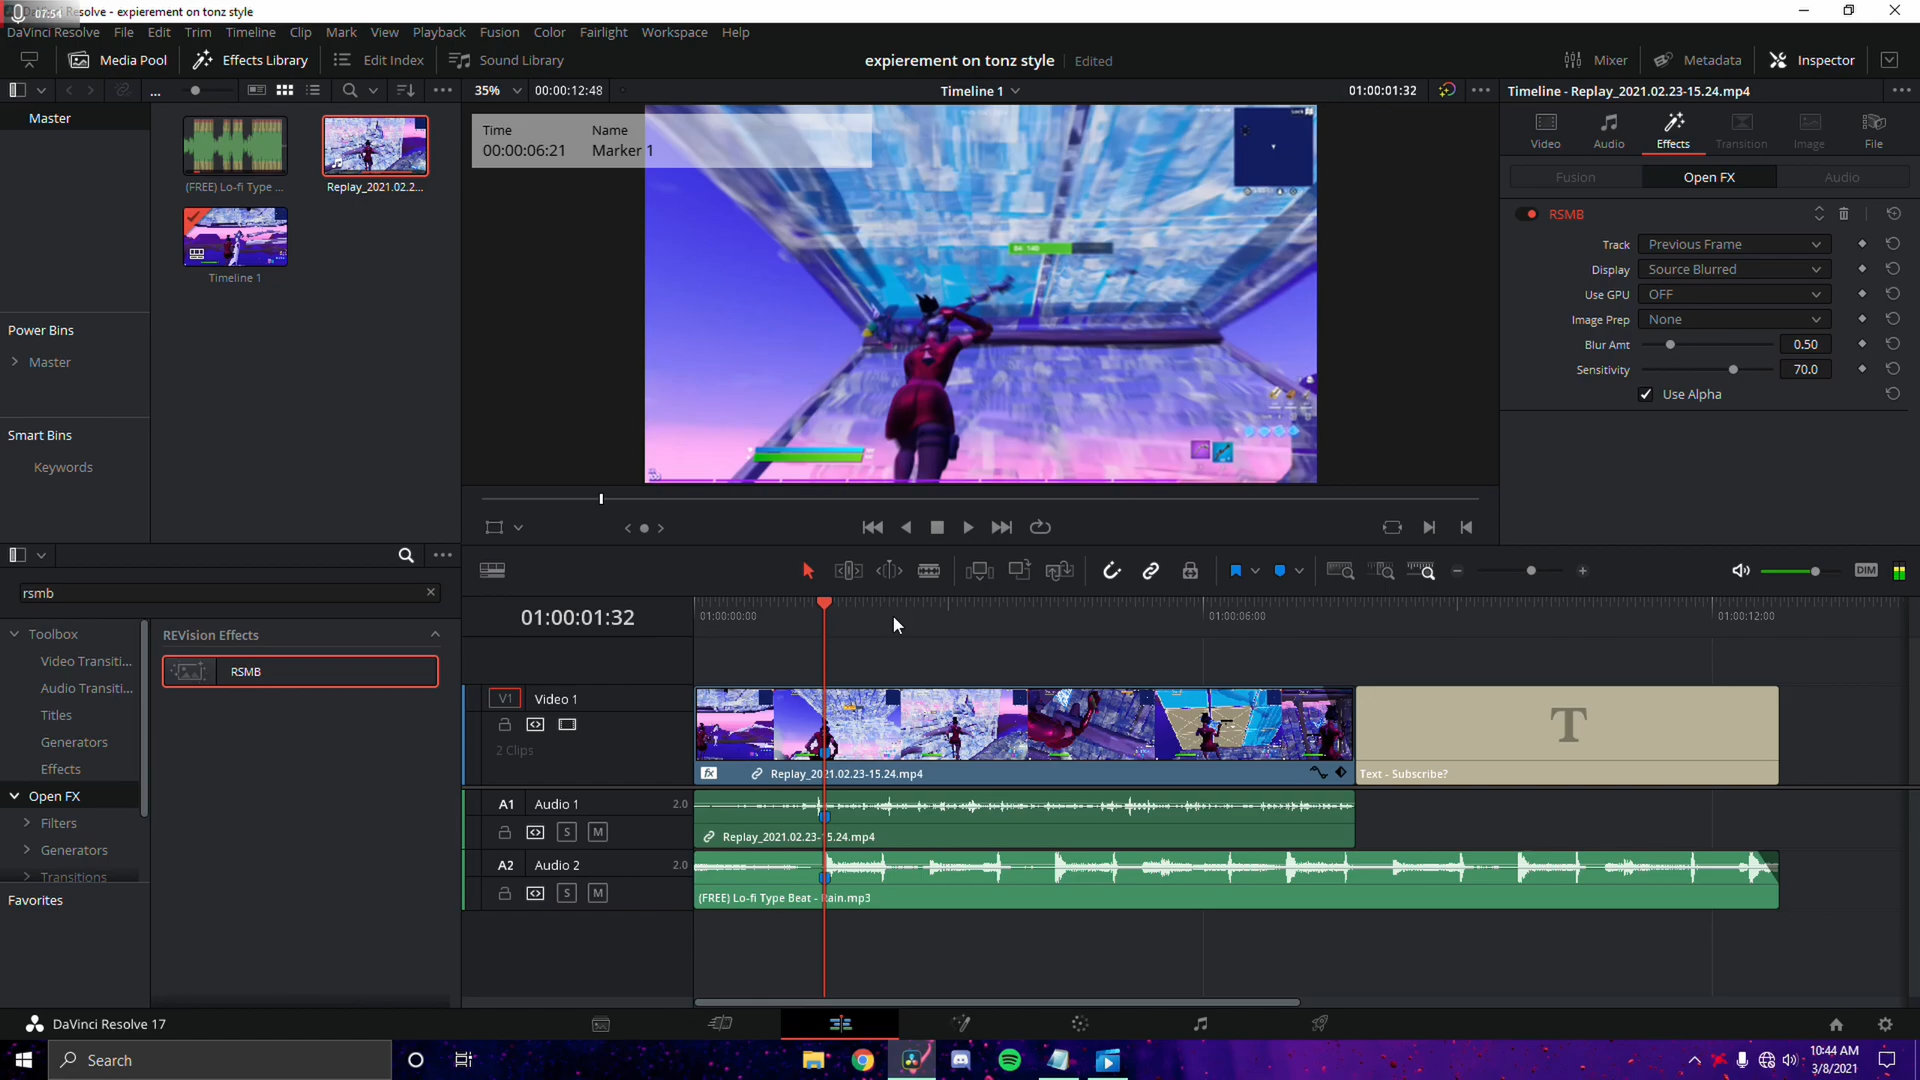 07:54
Resolve - expierement on tonz style
DaVinci Resolve File Edit Trim Timeline Clip Mark View Playback Fusion Color Fairlight Workspace Help
Media Pool Effects Library Edit Index Sound Library
expierement on tonz style Edited
Mixer Metadata Inspector
...
35% 00:00:12:48
Timeline 1
01:00:01:32
Timeline - Replay_2021.02.23-15.24.mp4
Master
(FREE) Lo-fi Type ...
Replay_2021.02.2...
Timeline 1
Power Bins
Master
Smart Bins
Keywords
Time Name
00:00:06:21 Marker 1
84 140
Video Audio Effects Transition Image File
Fusion Open FX Audio
RSMB
Track Previous Frame
Display Source Blurred
Use GPU OFF
Image Prep None
Blur Amt 0.50
Sensitivity 70.0
Use Alpha
rsmb
Toolbox
Video Transiti...
Audio Transiti...
Titles
Generators
Effects
Open FX
Filters
Generators
Transitions
Favorites
REVision Effects
RSMB
DIM
01:00:01:32
01:00:00:00 01:00:06:00 01:00:12:00
V1 Video 1
2 Clips
fx Replay_2021.02.23-15.24.mp4
T
Text - Subscribe?
A1 Audio 1 2.0
S M
Replay_2021.02.23-15.24.mp4
A2 Audio 2 2.0
S M
(FREE) Lo-fi Type Beat - Rain.mp3
DaVinci Resolve 17
Search
10:44 AM
3/8/2021